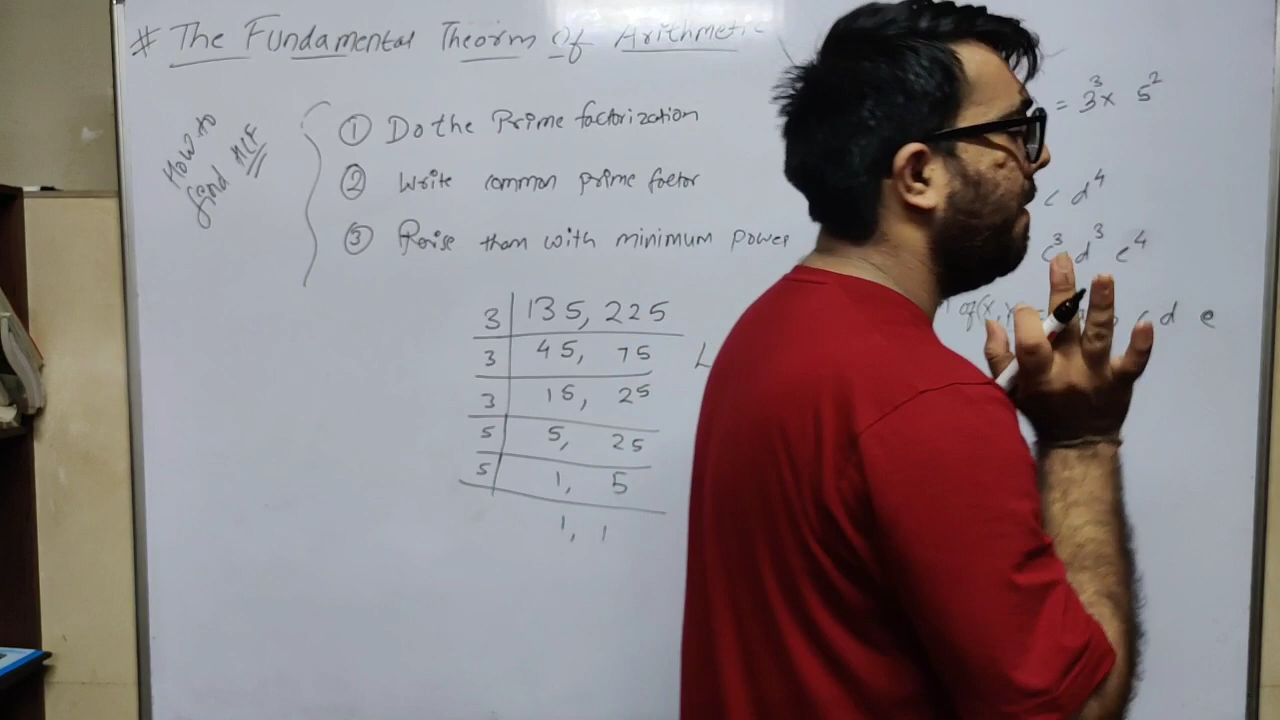 # The Fundamental Theorm Of Arithmetic
How to find HCF
① Do the Prime factorization
② Write common prime factor
③ Raise tham with minimum power
3 | 135, 225
3 | 45, 75
3 | 15, 25
5 | 5, 25
5 | 1, 5
1, 1
L
= 3³ x 5²
c d⁴
c³ d³ e⁴
of (x, y) = c d e